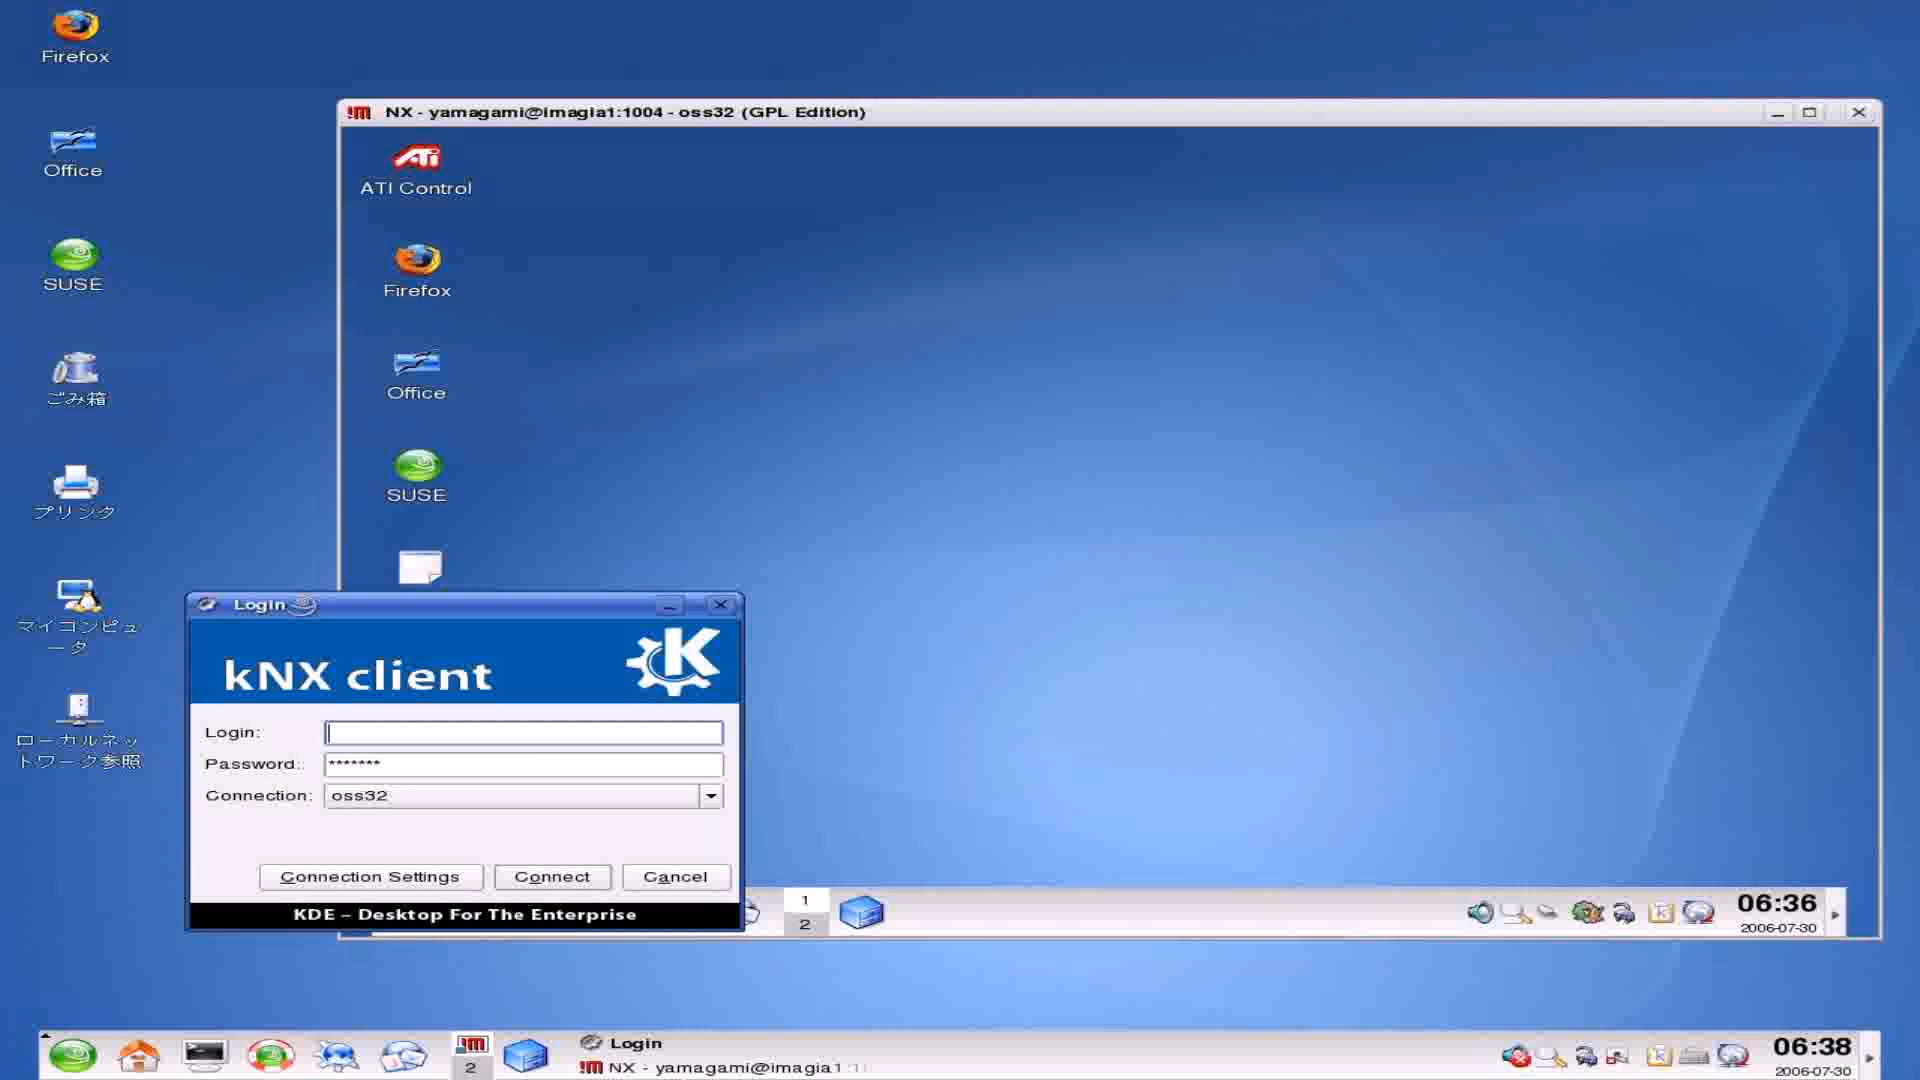 Firefox
Office
SUSE
ごみ箱
プリンタ
マイコンピュ
ータ
ローカルネッ
トワーク参照
!M NX - yamagami@imagia1:1004 - oss32 (GPL Edition)
ATI
ATI Control
Firefox
Office
SUSE
Login
kNX client
K
Login:
Password:
*******
Connection:
oss32
Connection Settings
Connect
Cancel
KDE – Desktop For The Enterprise
1
2
06:36
2006-07-30
!M
2
Login
!M NX - yamagami@imagia1:1
06:38
2006-07-30